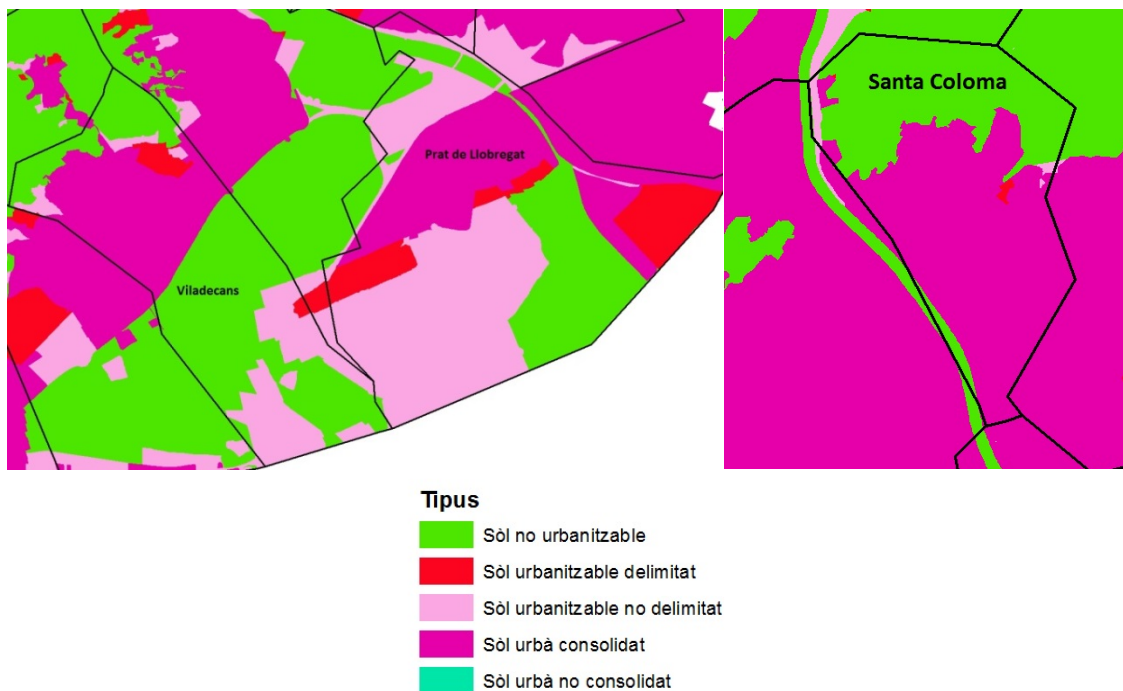 Santa Coloma
Prat de Llobregat
Viladecans
Tipus
Sòl no urbanitzable
Sòl urbanitzable delimitat
Sòl urbanitzable no delimitat
Sòl urbà consolidat
Sòl urbà no consolidat